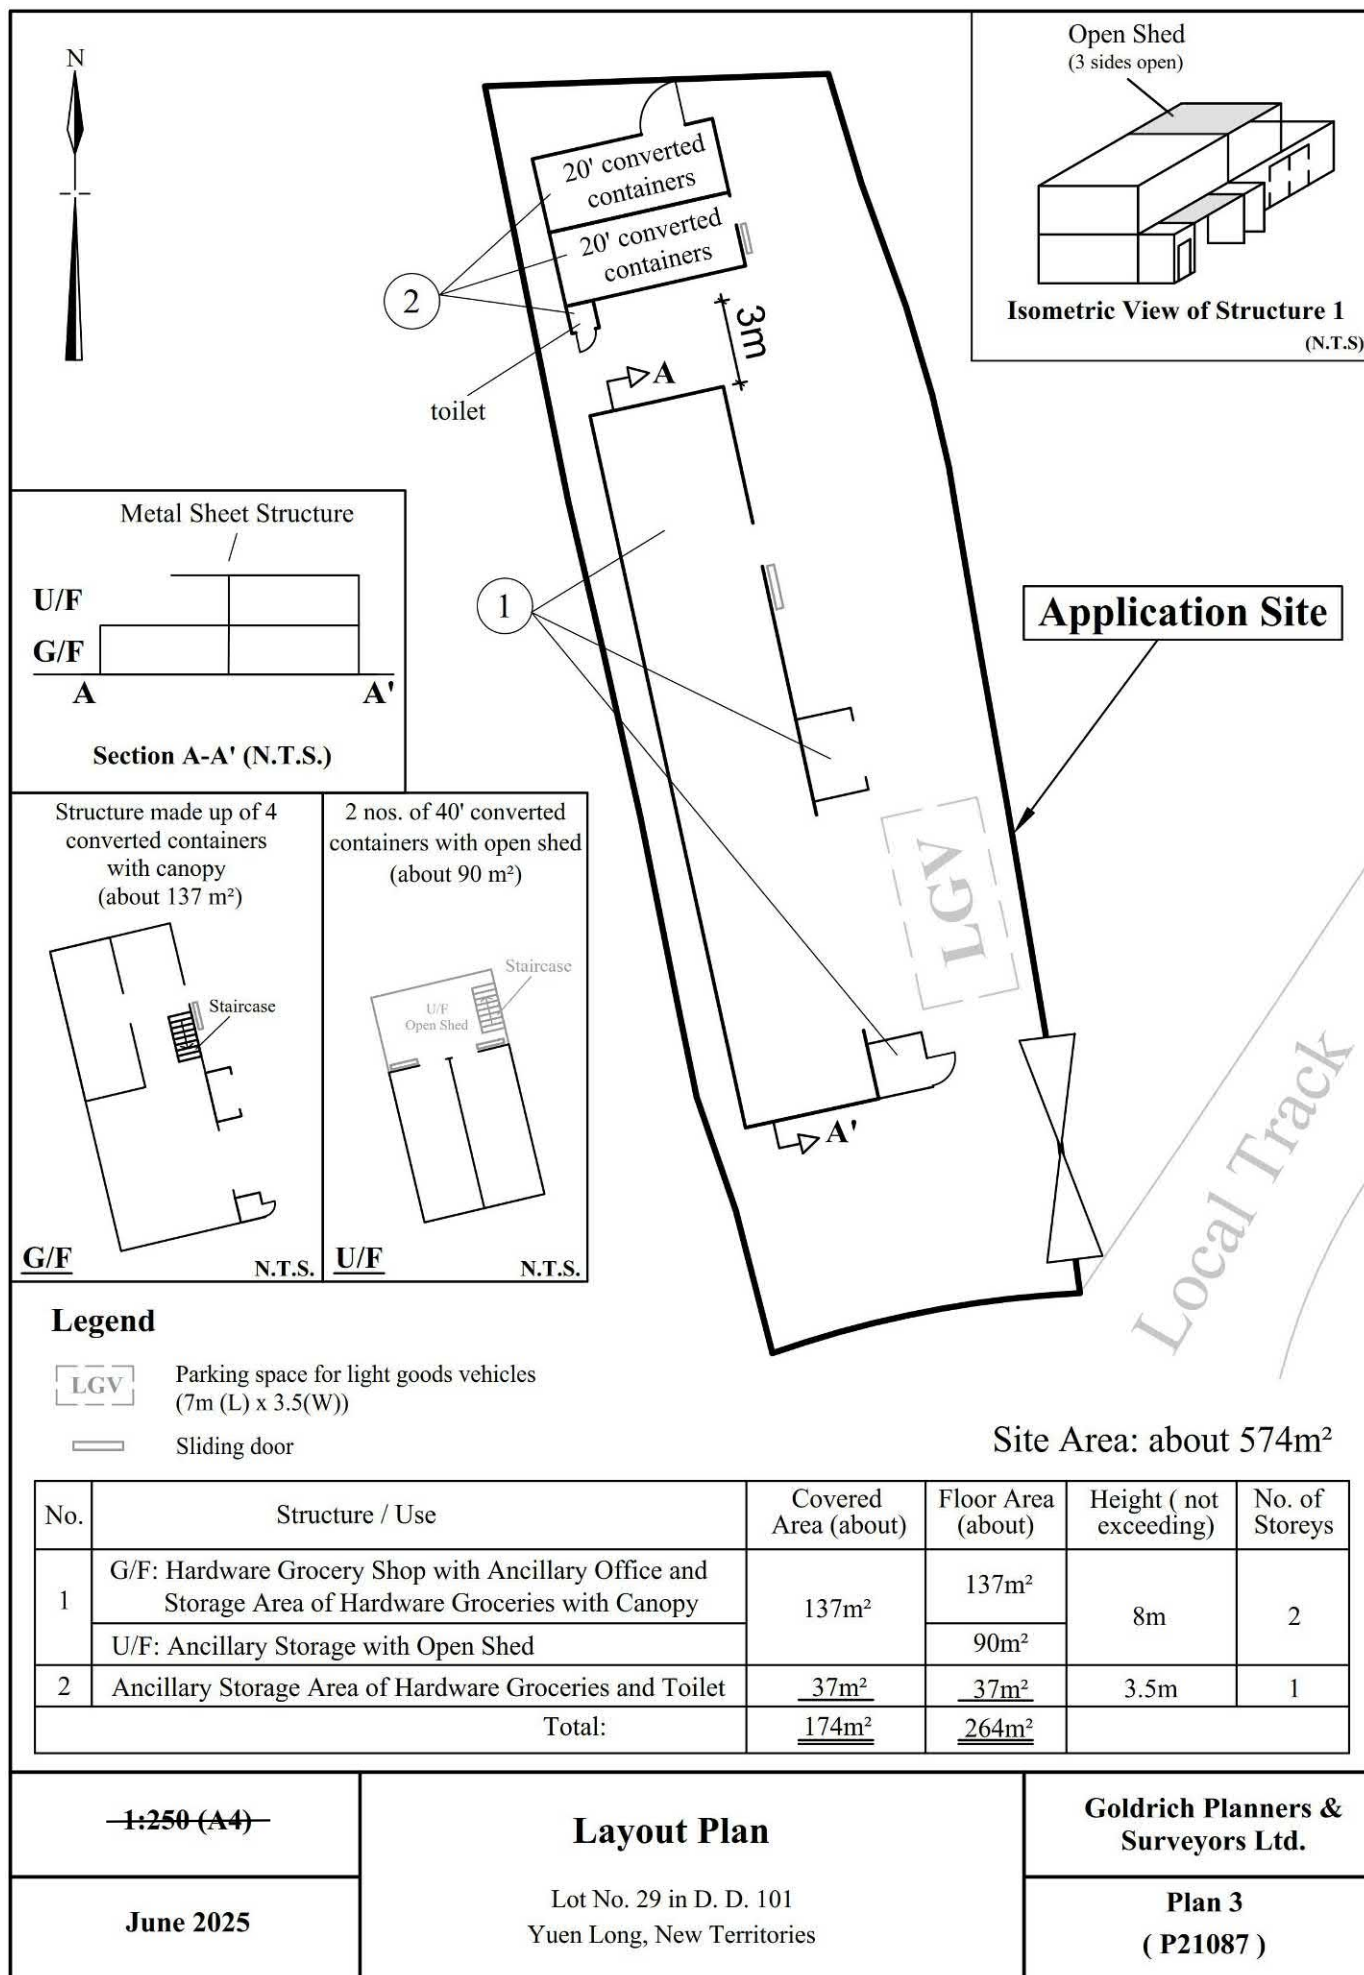 N
Open Shed
(3 sides open)
Isometric View of Structure 1
(N.T.S)
20' converted
containers
20' converted
containers
2
3m
toilet
A
Metal Sheet Structure
U/F
G/F
A
A'
Section A-A' (N.T.S.)
1
Application Site
Structure made up of 4
converted containers
with canopy
(about 137 m²)
Staircase
G/F
N.T.S.
2 nos. of 40' converted
containers with open shed
(about 90 m²)
Staircase
U/F
Open Shed
U/F
N.T.S.
LGV
A'
Local Track
Legend
LGV
Parking space for light goods vehicles
(7m (L) x 3.5(W))
Sliding door
Site Area: about 574m²
No.
Structure / Use
Covered
Area (about)
Floor Area
(about)
Height ( not
exceeding)
No. of
Storeys
1
G/F: Hardware Grocery Shop with Ancillary Office and
Storage Area of Hardware Groceries with Canopy
137m²
137m²
8m
2
U/F: Ancillary Storage with Open Shed
90m²
2
Ancillary Storage Area of Hardware Groceries and Toilet
37m²
37m²
3.5m
1
Total:
174m²
264m²
1:250 (A4)
June 2025
Layout Plan
Lot No. 29 in D. D. 101
Yuen Long, New Territories
Goldrich Planners &
Surveyors Ltd.
Plan 3
( P21087 )